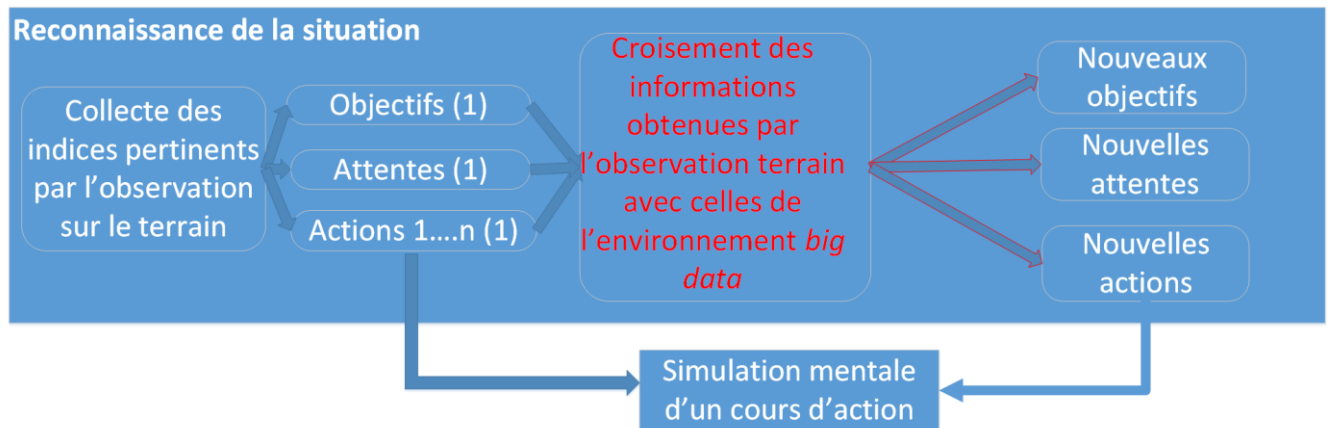 Reconnaissance de la situation
Collecte des
indices pertinents
par l'observation
sur le terrain
Objectifs (1)
Attentes (1)
Actions 1....n (1)
Croisement des
informations
obtenues par
l'observation terrain
avec celles de
l'environnement big
data
Nouveaux
objectifs
Nouvelles
attentes
Nouvelles
actions
Simulation mentale
d'un cours d'action